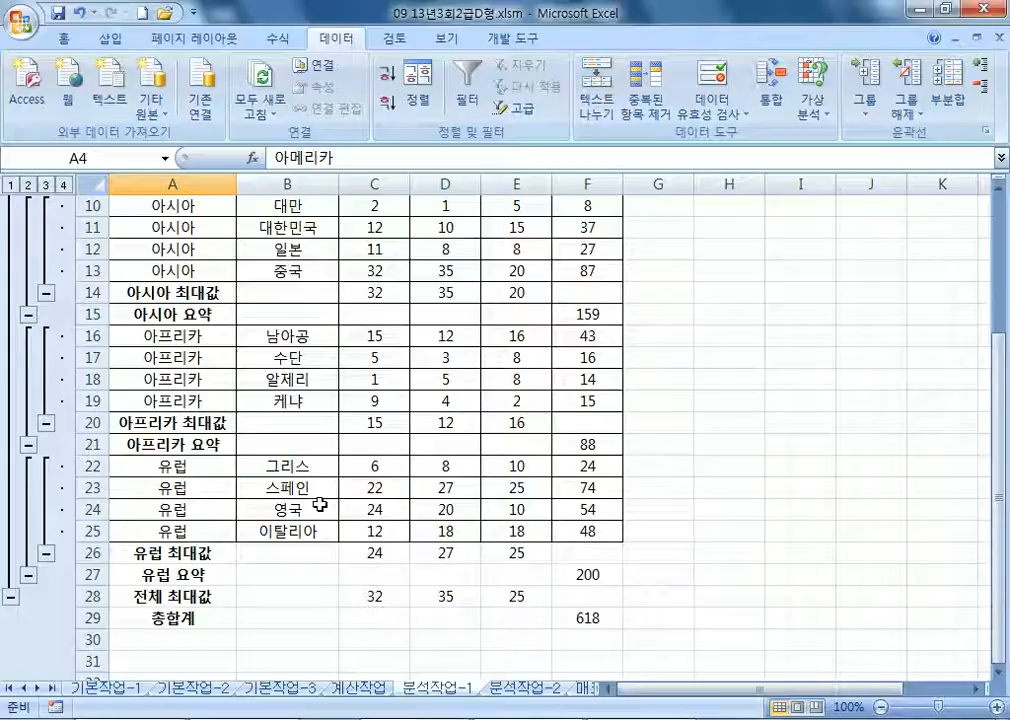 09 13년3회2급D형.xlsm - Microsoft Excel
홈 삽입 페이지 레이아웃 수식 데이터 검토 보기 개발 도구
Access 웹 텍스트 기타 원본 기존 연결 모두 새로 고침 연결 속성 연결 편집 정렬 필터 지우기 다시 적용 고급 텍스트 나누기 중복된 항목 제거 데이터 유효성 검사 통합 가상 분석 그룹 그룹 해제 부분합
외부 데이터 가져오기 연결 정렬 및 필터 데이터 도구 윤곽선
A4 fx 아메리카
1 2 3 4 A B C D E F G H I J K
10 아시아 대만 2 1 5 8
11 아시아 대한민국 12 10 15 37
12 아시아 일본 11 8 8 27
13 아시아 중국 32 35 20 87
14 아시아 최대값 32 35 20
15 아시아 요약 159
16 아프리카 남아공 15 12 16 43
17 아프리카 수단 5 3 8 16
18 아프리카 알제리 1 5 8 14
19 아프리카 케냐 9 4 2 15
20 아프리카 최대값 15 12 16
21 아프리카 요약 88
22 유럽 그리스 6 8 10 24
23 유럽 스페인 22 27 25 74
24 유럽 영국 24 20 10 54
25 유럽 이탈리아 12 18 18 48
26 유럽 최대값 24 27 25
27 유럽 요약 200
28 전체 최대값 32 35 25
29 총합계 618
30
31
기본작업-1 기본작업-2 기본작업-3 계산작업 분석작업-1 분석작업-2
준비 100%